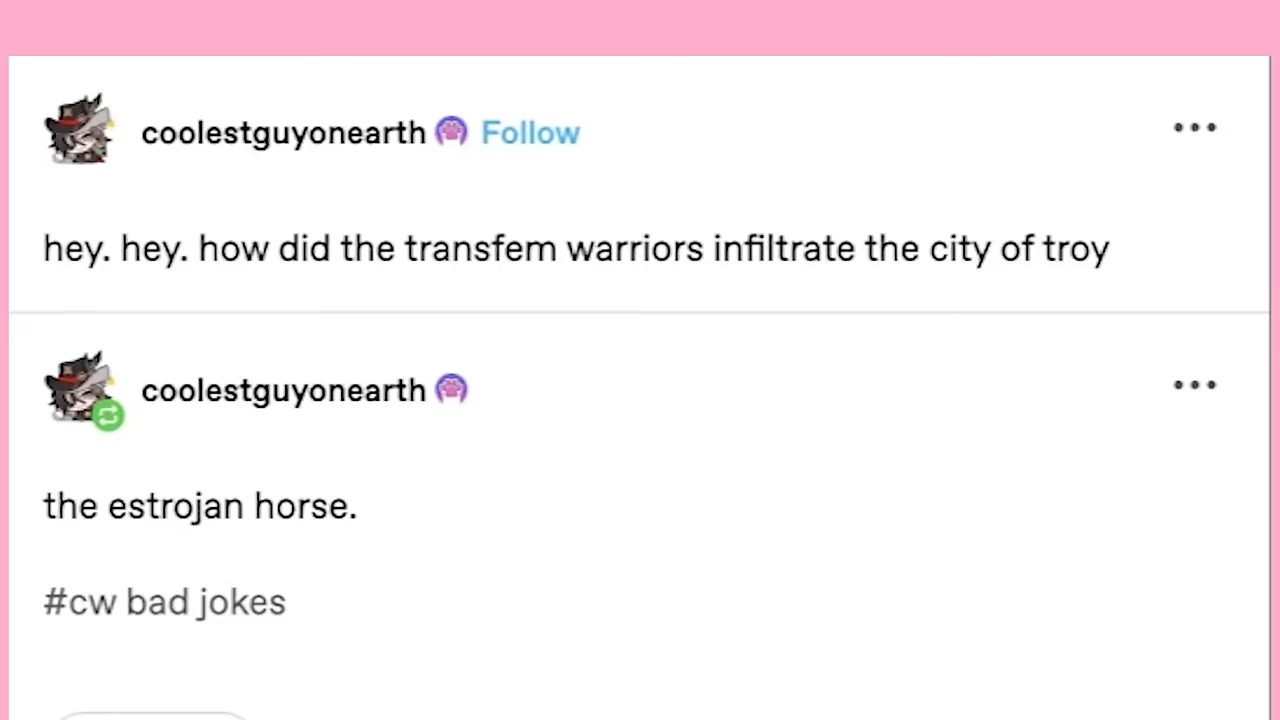 coolestguyonearth Follow
hey. hey. how did the transfem warriors infiltrate the city of troy
coolestguyonearth
the estrojan horse.
#cw bad jokes